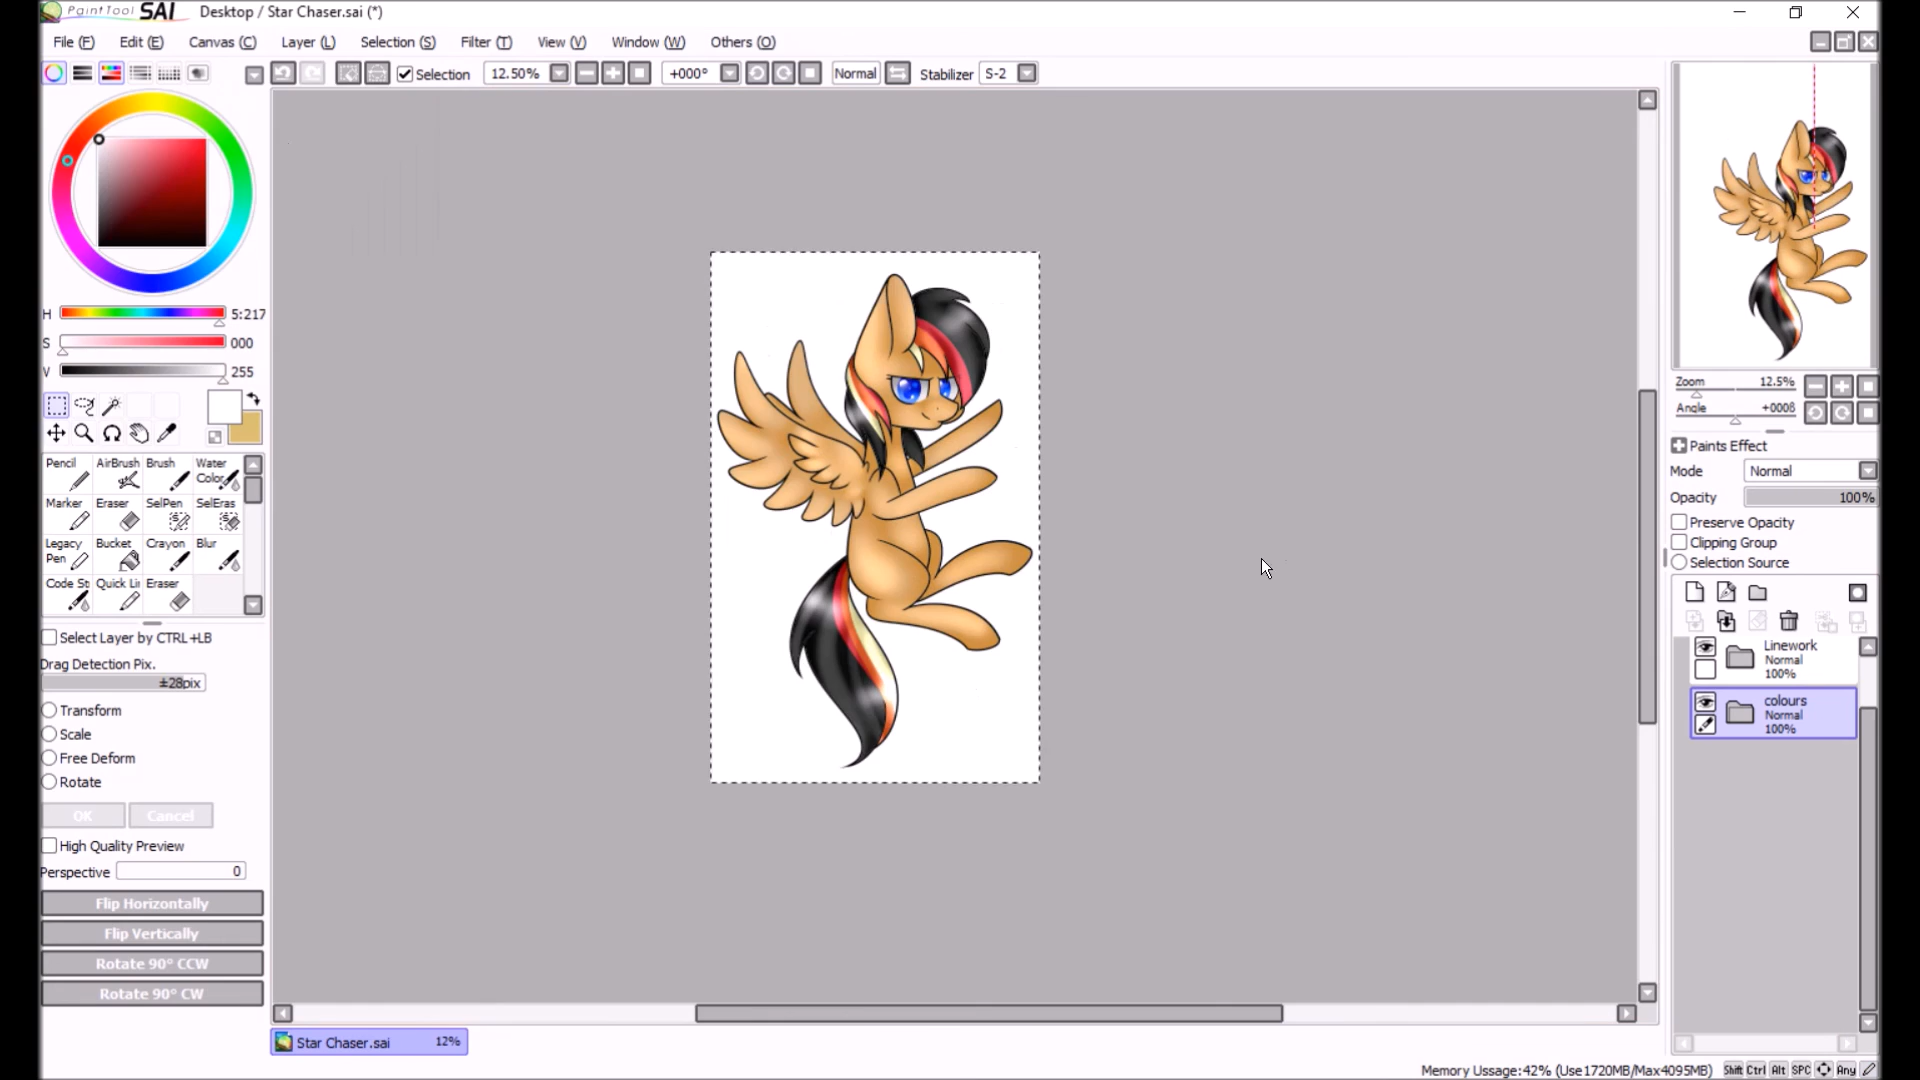 PaintTool SAI Desktop / Star Chaser.sai (*)
File (F) Edit (E) Canvas (C) Layer (L) Selection (S) Filter (T) View (V) Window (W) Others (O)
Selection 12.50% +000° Normal Stabilizer S-2
H 5:217
S 000
V 255
Pencil AirBrush Brush Water Color
Marker Eraser SelPen SelEras
Legacy Pen Bucket Crayon Blur
Code St Quick Li Eraser
Select Layer by CTRL+LB
Drag Detection Pix.
±28pix
Transform
Scale
Free Deform
Rotate
OK Cancel
High Quality Preview
Perspective 0
Flip Horizontally
Flip Vertically
Rotate 90° CCW
Rotate 90° CW
Star Chaser.sai 12%
Zoom 12.5%
Angle +000ß
Paints Effect
Mode Normal
Opacity 100%
Preserve Opacity
Clipping Group
Selection Source
Linework
Normal
100%
colours
Normal
100%
Memory Ussage:42% (Use1720MB/Max4095MB) Shift Ctrl Alt SPC Any